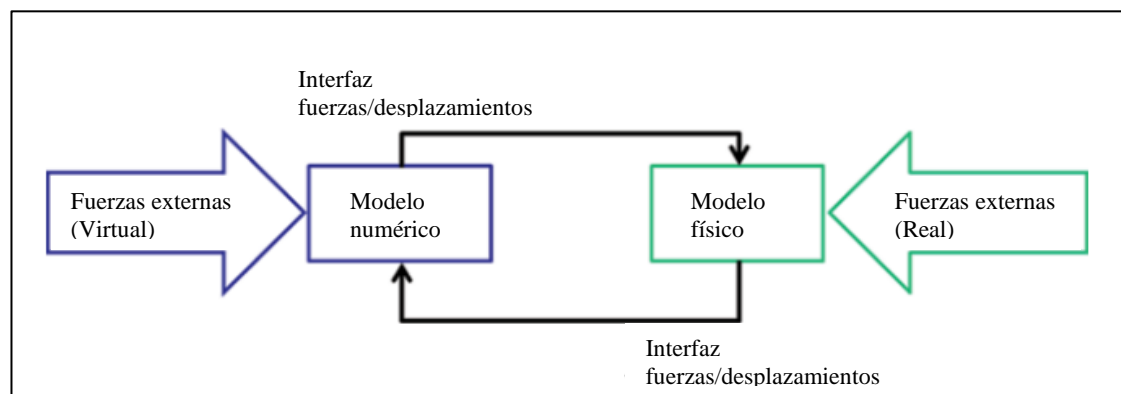 Interfaz
fuerzas/desplazamientos
Fuerzas externas
(Virtual)
Modelo
numérico
Modelo
físico
Fuerzas externas
(Real)
Interfaz
fuerzas/desplazamientos